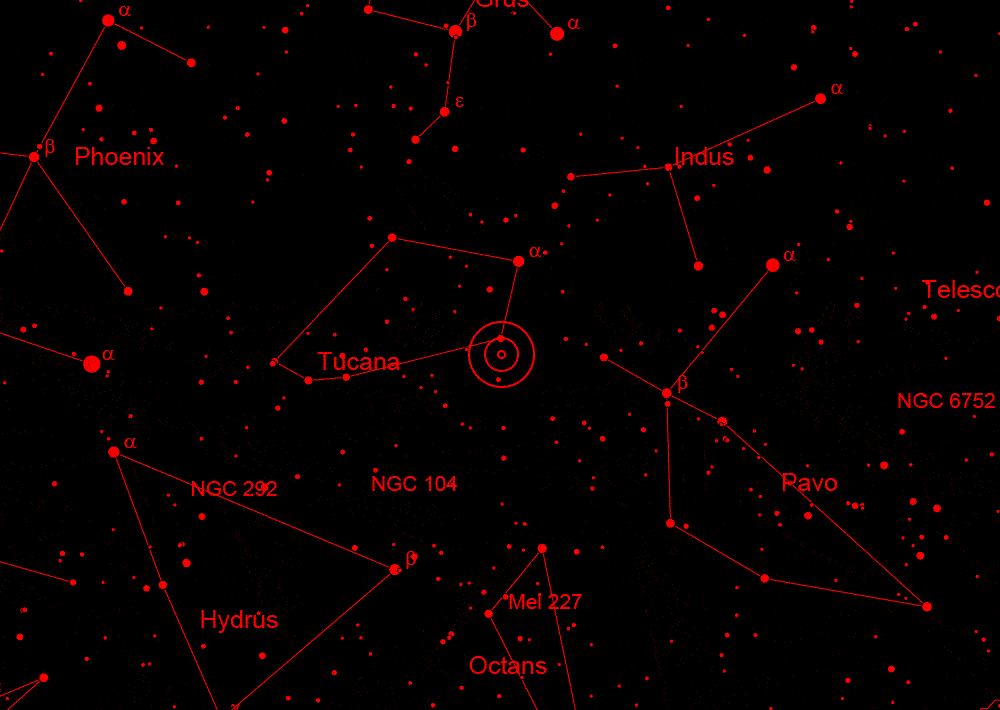 Grus
α
β
α
ε
α
β
Phoenix
Indus
α
α
Telesco
α
Tucana
β
NGC 6752
α
NGC 292
NGC 104
Pavo
β
Mel 227
Hydrus
Octans